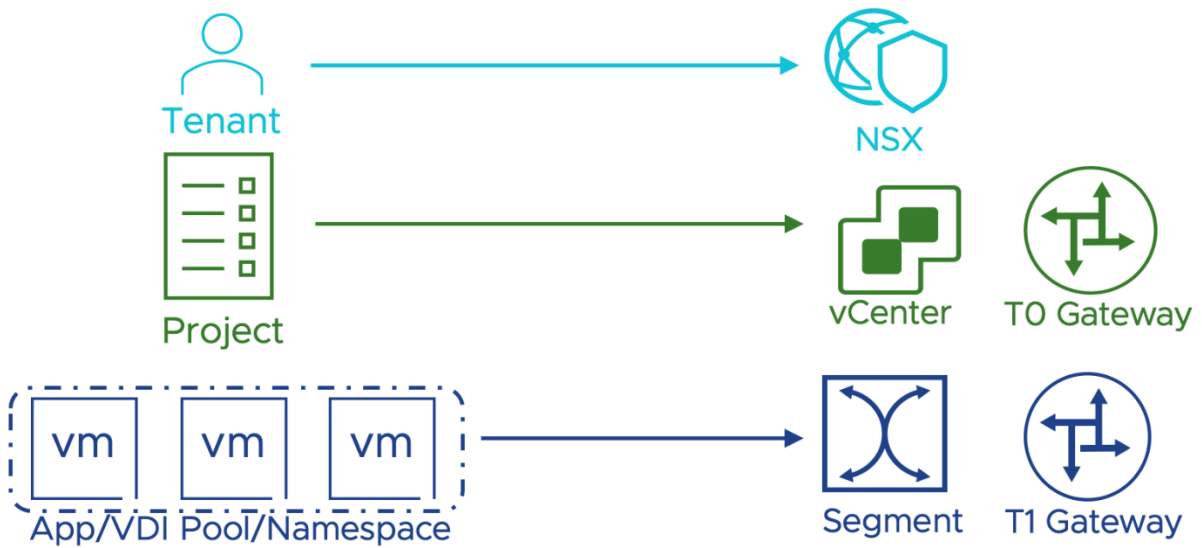 Tenant
NSX
Project
vCenter
T0 Gateway
vm
vm
vm
App/VDI Pool/Namespace
Segment
T1 Gateway